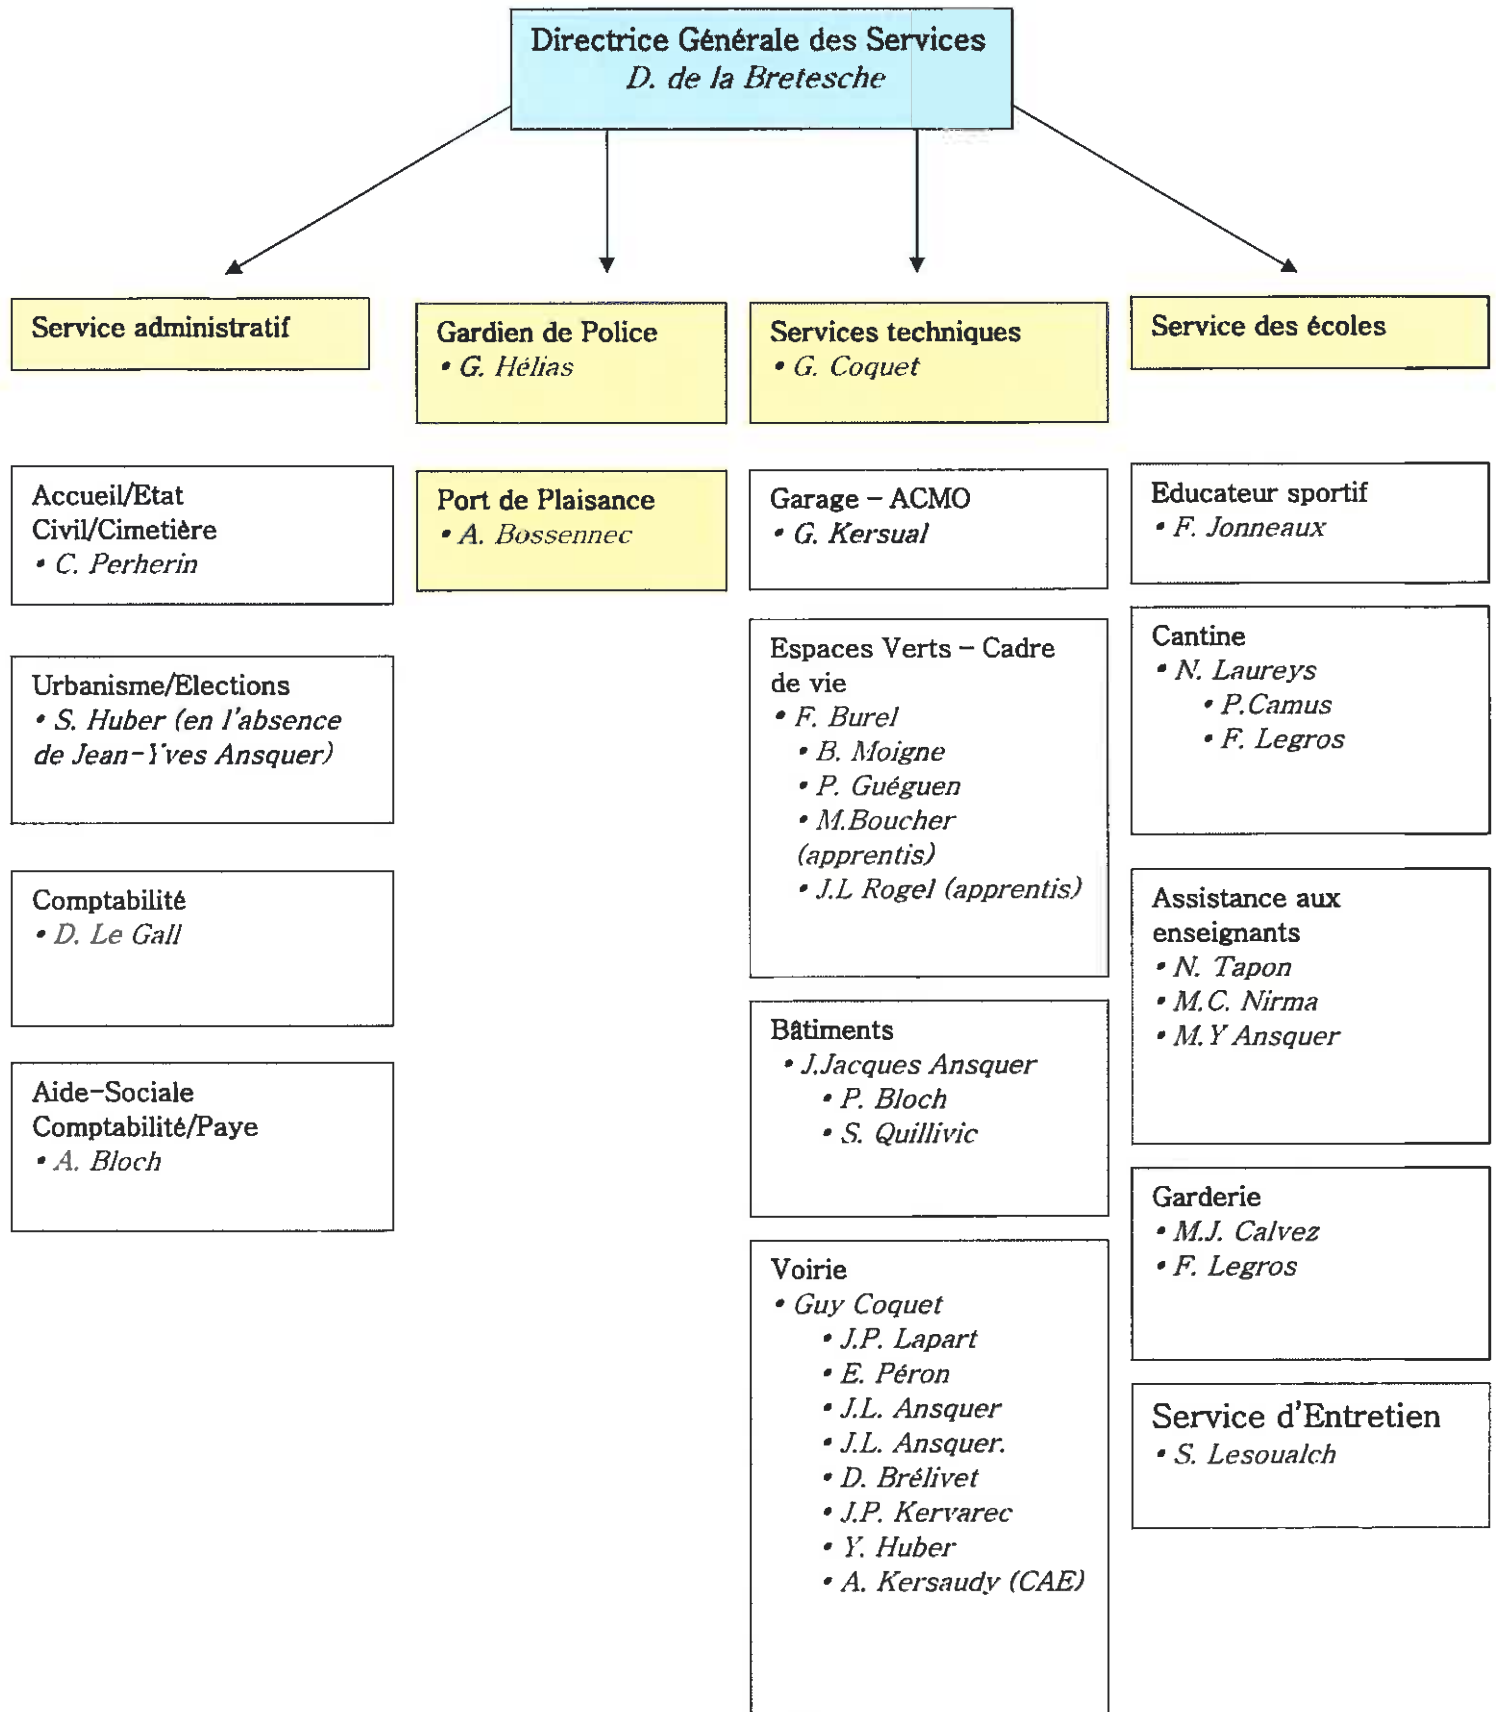 Directrice Générale des Services
D. de la Bretesche
Service administratif
Accueil/Etat
Civil/Cimetière
• C. Perherin
Urbanisme/Elections
• S. Huber (en l'absence
de Jean-Yves Ansquer)
Comptabilité
• D. Le Gall
Aide-Sociale
Comptabilité/Paye
• A. Bloch
Gardien de Police
• G. Hélias
Port de Plaisance
• A. Bossennec
Services techniques
• G. Coquet
Garage – ACMO
• G. Kersual
Espaces Verts – Cadre
de vie
• F. Burel
• B. Moigne
• P. Guéguen
• M.Boucher
(apprentis)
• J.L Rogel (apprentis)
Bâtiments
• J.Jacques Ansquer
• P. Bloch
• S. Quillivic
Voirie
• Guy Coquet
• J.P. Lapart
• E. Péron
• J.L. Ansquer
• J.L. Ansquer.
• D. Brélivet
• J.P. Kervarec
• Y. Huber
• A. Kersaudy (CAE)
Service des écoles
Educateur sportif
• F. Jonneaux
Cantine
• N. Laureys
• P.Camus
• F. Legros
Assistance aux
enseignants
• N. Tapon
• M.C. Nirma
• M.Y Ansquer
Garderie
• M.J. Calvez
• F. Legros
Service d'Entretien
• S. Lesoualch